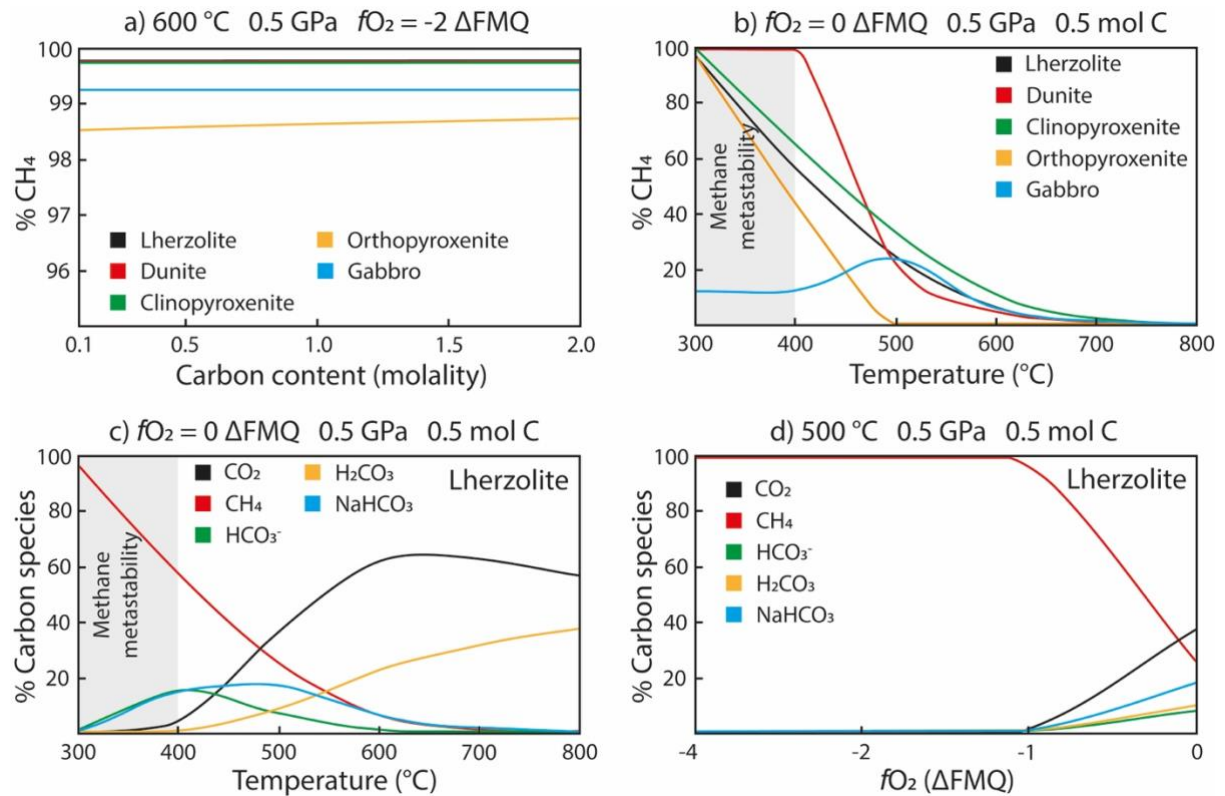 a) 600 °C 0.5 GPa fO₂ = -2 ΔFMQ
100
99
98
97
96
% CH₄
Lherzolite
Dunite
Clinopyroxenite
Orthopyroxenite
Gabbro
0.1 0.5 1.0 1.5 2.0
Carbon content (molality)
b) fO₂ = 0 ΔFMQ 0.5 GPa 0.5 mol C
100
80
60
40
20
% CH₄
Methane
metastability
Lherzolite
Dunite
Clinopyroxenite
Orthopyroxenite
Gabbro
300 400 500 600 700 800
Temperature (°C)
c) fO₂ = 0 ΔFMQ 0.5 GPa 0.5 mol C
100
80
60
40
20
% Carbon species
Methane
metastability
CO₂
CH₄
HCO₃⁻
H₂CO₃
NaHCO₃
Lherzolite
300 400 500 600 700 800
Temperature (°C)
d) 500 °C 0.5 GPa 0.5 mol C
100
80
60
40
20
% Carbon species
Lherzolite
CO₂
CH₄
HCO₃⁻
H₂CO₃
NaHCO₃
-4 -2 -1 0
fO₂ (ΔFMQ)